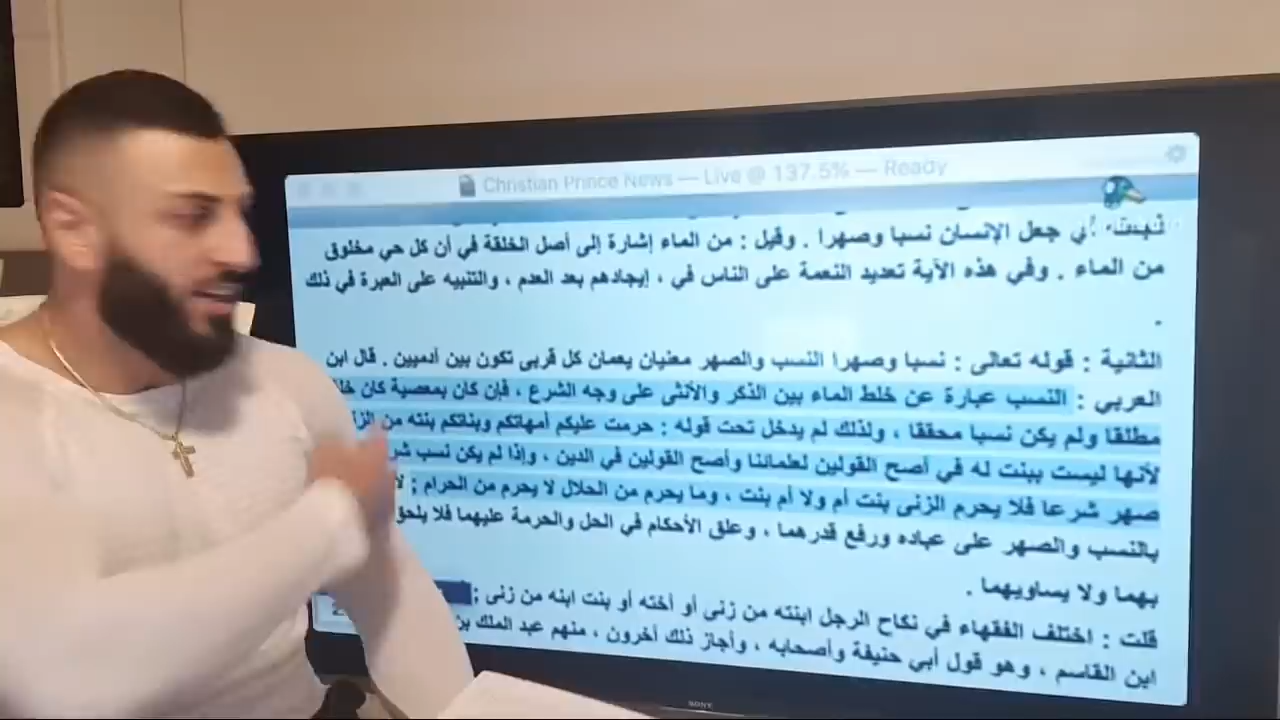 Christian Prince News — Live @ 137.5% — Ready
جعل الإنسان نسبا وصهرا . وقيل : من الماء إشارة إلى أصل الخلقة في أن كل حي مخلوق
من الماء . وفي هذه الآية تعديد النعمة على الناس في ، إيجادهم بعد العدم ، والتنبيه على العبرة في ذلك
.
الثانية : قوله تعالى : نسبا وصهرا النسب والصهر معنيان يعمان كل قربى تكون بين آدميين . قال ابن
العربي : النسب عبارة عن خلط الماء بين الذكر والأنثى على وجه الشرع ، فإن كان بمعصية كان
مطلقا ولم يكن نسبا محققا ، ولذلك لم يدخل تحت قوله : حرمت عليكم أمهاتكم وبناتكم بنته من
لأنها ليست ببنت له في أصح القولين لعلمائنا وأصح القولين في الدين ، وإذا لم يكن نسب
صهر شرعا فلا يحرم الزنى بنت أم ولا أم بنت ، وما يحرم من الحلال لا يحرم من الحرام ;
بالنسب والصهر على عباده ورفع قدرهما ، وعلق الأحكام في الحل والحرمة عليهما فلا
بهما ولا يساويهما .
قلت : اختلف الفقهاء في نكاح الرجل ابنته من زنى أو أخته أو بنت ابنه من زنى ;
ابن القاسم ، وهو قول أبي حنيفة وأصحابه ، وأجاز ذلك آخرون ، منهم عبد الملك
SONY